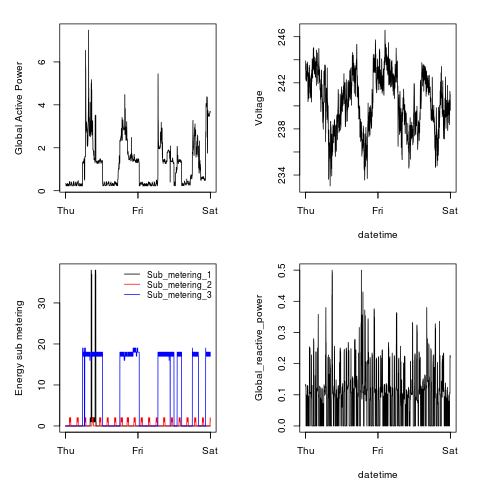 Global Active Power
6
4
2
0
Thu Fri Sat
Voltage
246
242
238
234
Thu Fri Sat
datetime
Energy sub metering
30
20
10
0
Sub_metering_1
Sub_metering_2
Sub_metering_3
Thu Fri Sat
Global_reactive_power
0.5
0.4
0.3
0.2
0.1
0.0
Thu Fri Sat
datetime